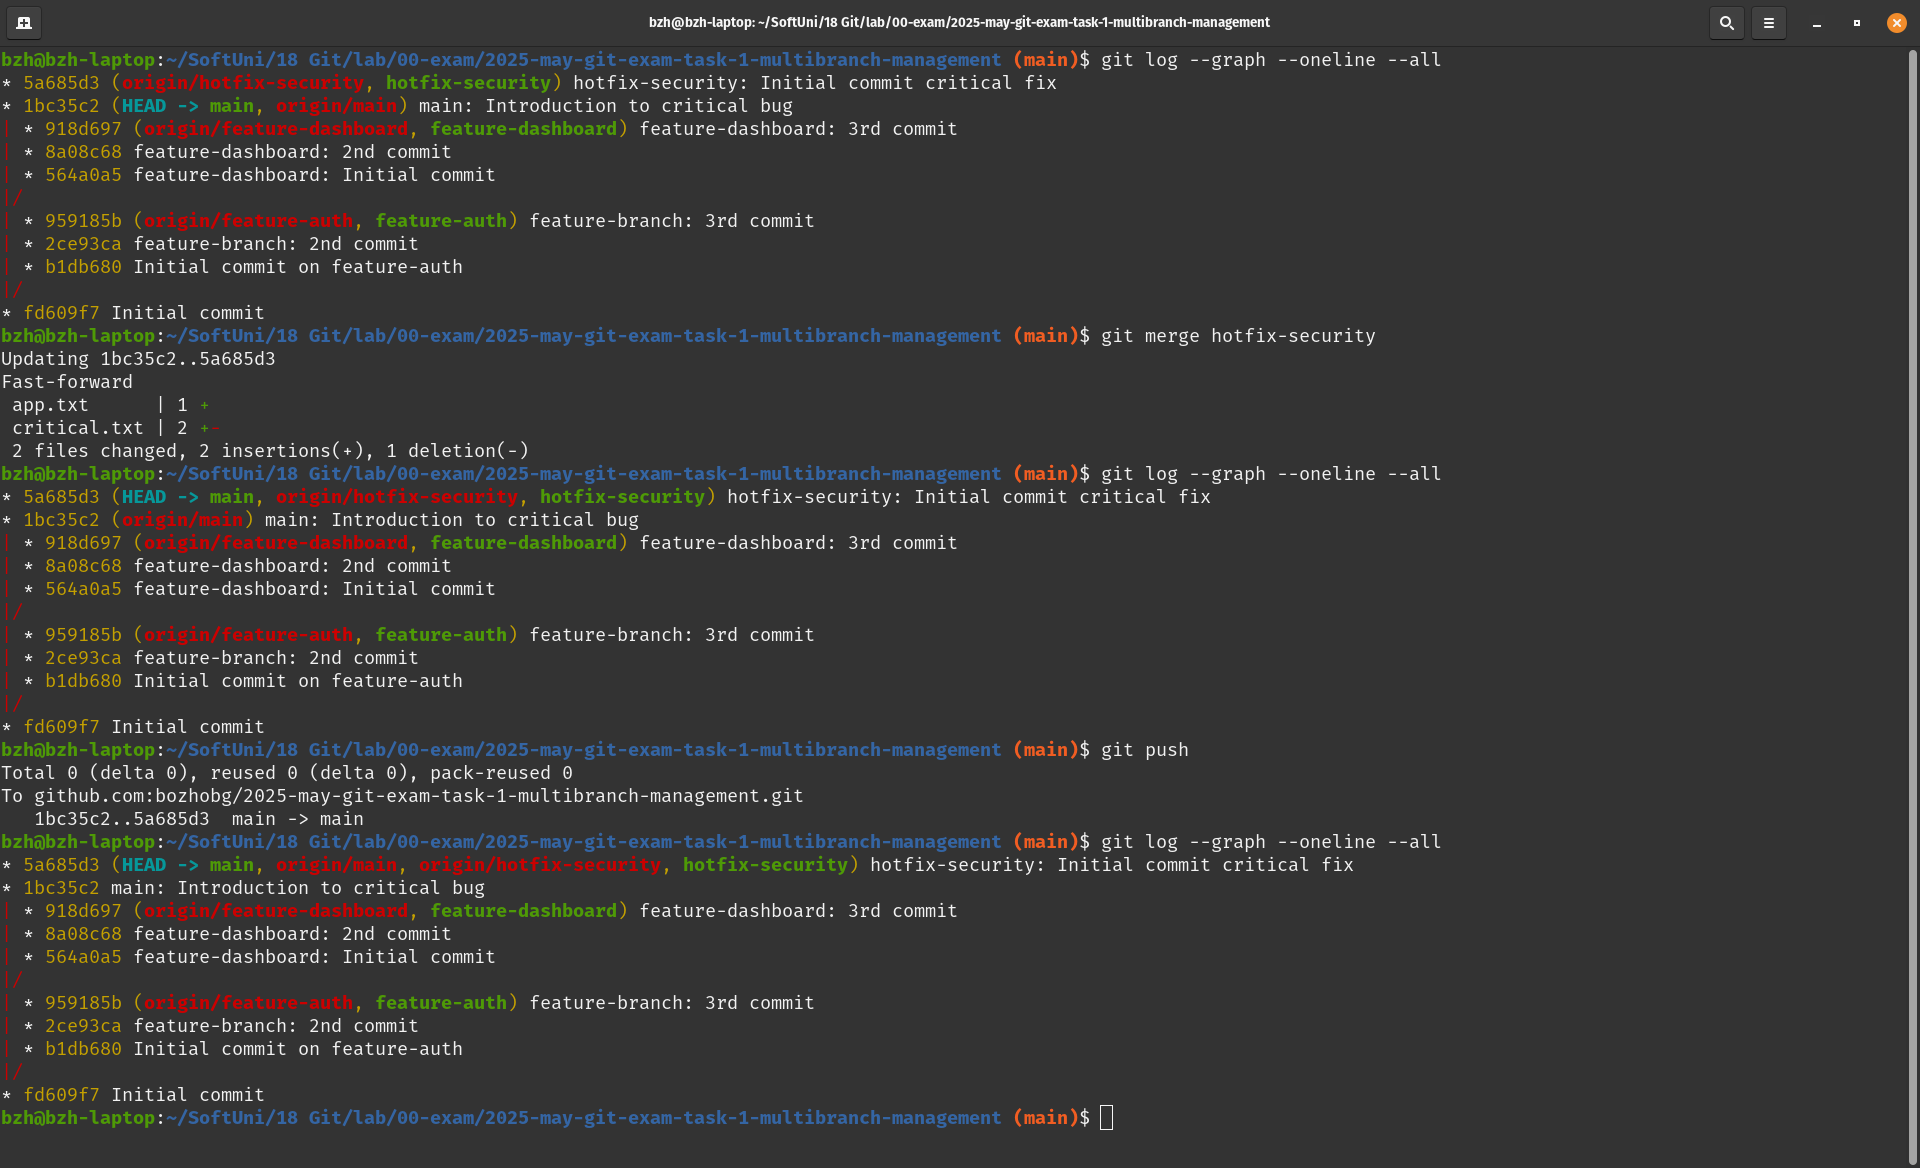 bzh@bzh-laptop: ~/SoftUni/18 Git/lab/00-exam/2025-may-git-exam-task-1-multibranch-management
bzh@bzh-laptop:~/SoftUni/18 Git/lab/00-exam/2025-may-git-exam-task-1-multibranch-management (main)$ git log --graph --oneline --all
* 5a685d3 (origin/hotfix-security, hotfix-security) hotfix-security: Initial commit critical fix
* 1bc35c2 (HEAD -> main, origin/main) main: Introduction to critical bug
| * 918d697 (origin/feature-dashboard, feature-dashboard) feature-dashboard: 3rd commit
| * 8a08c68 feature-dashboard: 2nd commit
| * 564a0a5 feature-dashboard: Initial commit
|/
| * 959185b (origin/feature-auth, feature-auth) feature-branch: 3rd commit
| * 2ce93ca feature-branch: 2nd commit
| * b1db680 Initial commit on feature-auth
|/
* fd609f7 Initial commit
bzh@bzh-laptop:~/SoftUni/18 Git/lab/00-exam/2025-may-git-exam-task-1-multibranch-management (main)$ git merge hotfix-security
Updating 1bc35c2..5a685d3
Fast-forward
 app.txt      | 1 +
 critical.txt | 2 +-
 2 files changed, 2 insertions(+), 1 deletion(-)
bzh@bzh-laptop:~/SoftUni/18 Git/lab/00-exam/2025-may-git-exam-task-1-multibranch-management (main)$ git log --graph --oneline --all
* 5a685d3 (HEAD -> main, origin/hotfix-security, hotfix-security) hotfix-security: Initial commit critical fix
* 1bc35c2 (origin/main) main: Introduction to critical bug
| * 918d697 (origin/feature-dashboard, feature-dashboard) feature-dashboard: 3rd commit
| * 8a08c68 feature-dashboard: 2nd commit
| * 564a0a5 feature-dashboard: Initial commit
|/
| * 959185b (origin/feature-auth, feature-auth) feature-branch: 3rd commit
| * 2ce93ca feature-branch: 2nd commit
| * b1db680 Initial commit on feature-auth
|/
* fd609f7 Initial commit
bzh@bzh-laptop:~/SoftUni/18 Git/lab/00-exam/2025-may-git-exam-task-1-multibranch-management (main)$ git push
Total 0 (delta 0), reused 0 (delta 0), pack-reused 0
To github.com:bozhobg/2025-may-git-exam-task-1-multibranch-management.git
   1bc35c2..5a685d3  main -> main
bzh@bzh-laptop:~/SoftUni/18 Git/lab/00-exam/2025-may-git-exam-task-1-multibranch-management (main)$ git log --graph --oneline --all
* 5a685d3 (HEAD -> main, origin/main, origin/hotfix-security, hotfix-security) hotfix-security: Initial commit critical fix
* 1bc35c2 main: Introduction to critical bug
| * 918d697 (origin/feature-dashboard, feature-dashboard) feature-dashboard: 3rd commit
| * 8a08c68 feature-dashboard: 2nd commit
| * 564a0a5 feature-dashboard: Initial commit
|/
| * 959185b (origin/feature-auth, feature-auth) feature-branch: 3rd commit
| * 2ce93ca feature-branch: 2nd commit
| * b1db680 Initial commit on feature-auth
|/
* fd609f7 Initial commit
bzh@bzh-laptop:~/SoftUni/18 Git/lab/00-exam/2025-may-git-exam-task-1-multibranch-management (main)$